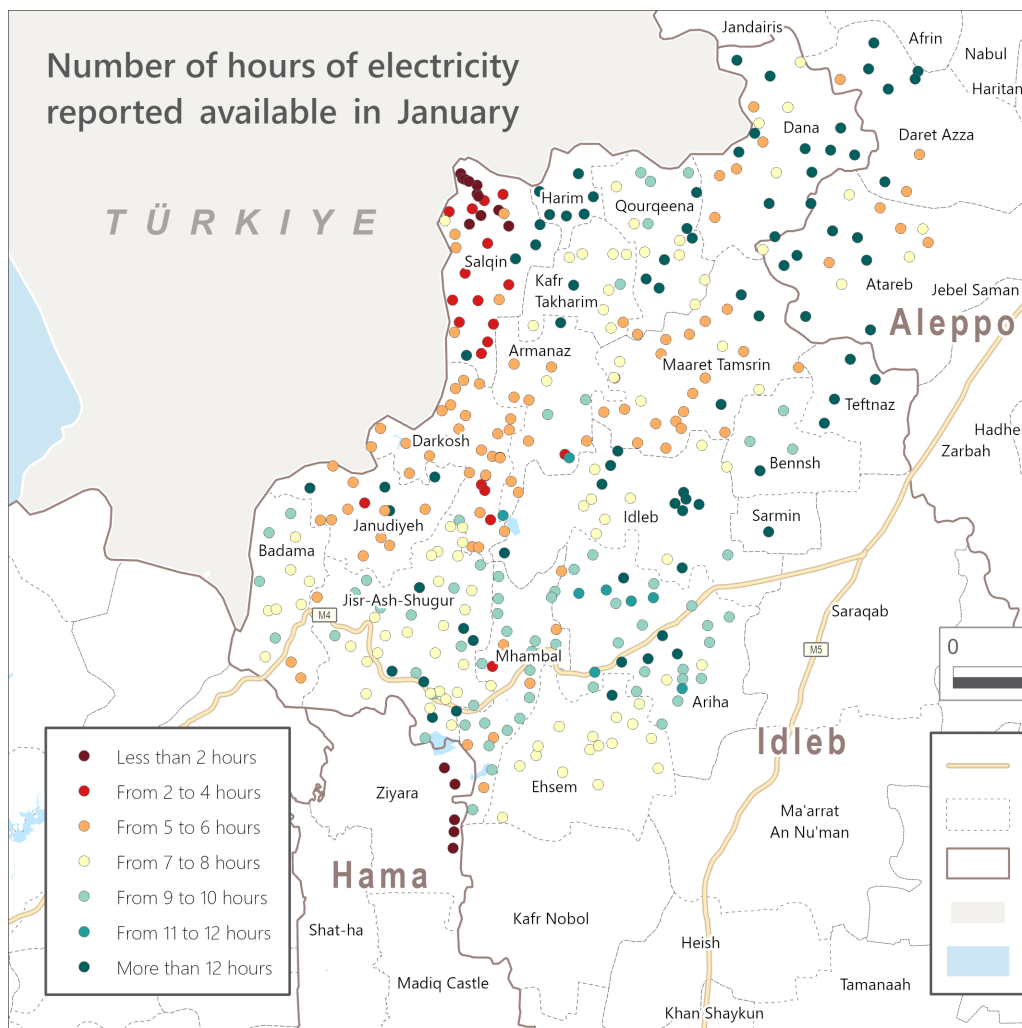 Number of hours of electricity
reported available in January
TÜRKIYE
Jandairis
Afrin
Nabul
Haritan
Dana
Daret Azza
Harim
Qourqeena
Salqin
Kafr
Takharim
Atareb
Jebel Saman
Aleppo
Armanaz
Maaret Tamsrin
Teftnaz
Hadhe
Zarbah
Darkosh
Bennsh
Janudiyeh
Idleb
Sarmin
Badama
Jisr-Ash-Shugur
M4
Saraqab
M5
Mhambal
0
Ariha
Idleb
Ziyara
Ehsem
Ma'arrat
An Nu'man
Hama
Kafr Nobol
Shat-ha
Heish
Madiq Castle
Tamanaah
Khan Shaykun
Less than 2 hours
From 2 to 4 hours
From 5 to 6 hours
From 7 to 8 hours
From 9 to 10 hours
From 11 to 12 hours
More than 12 hours